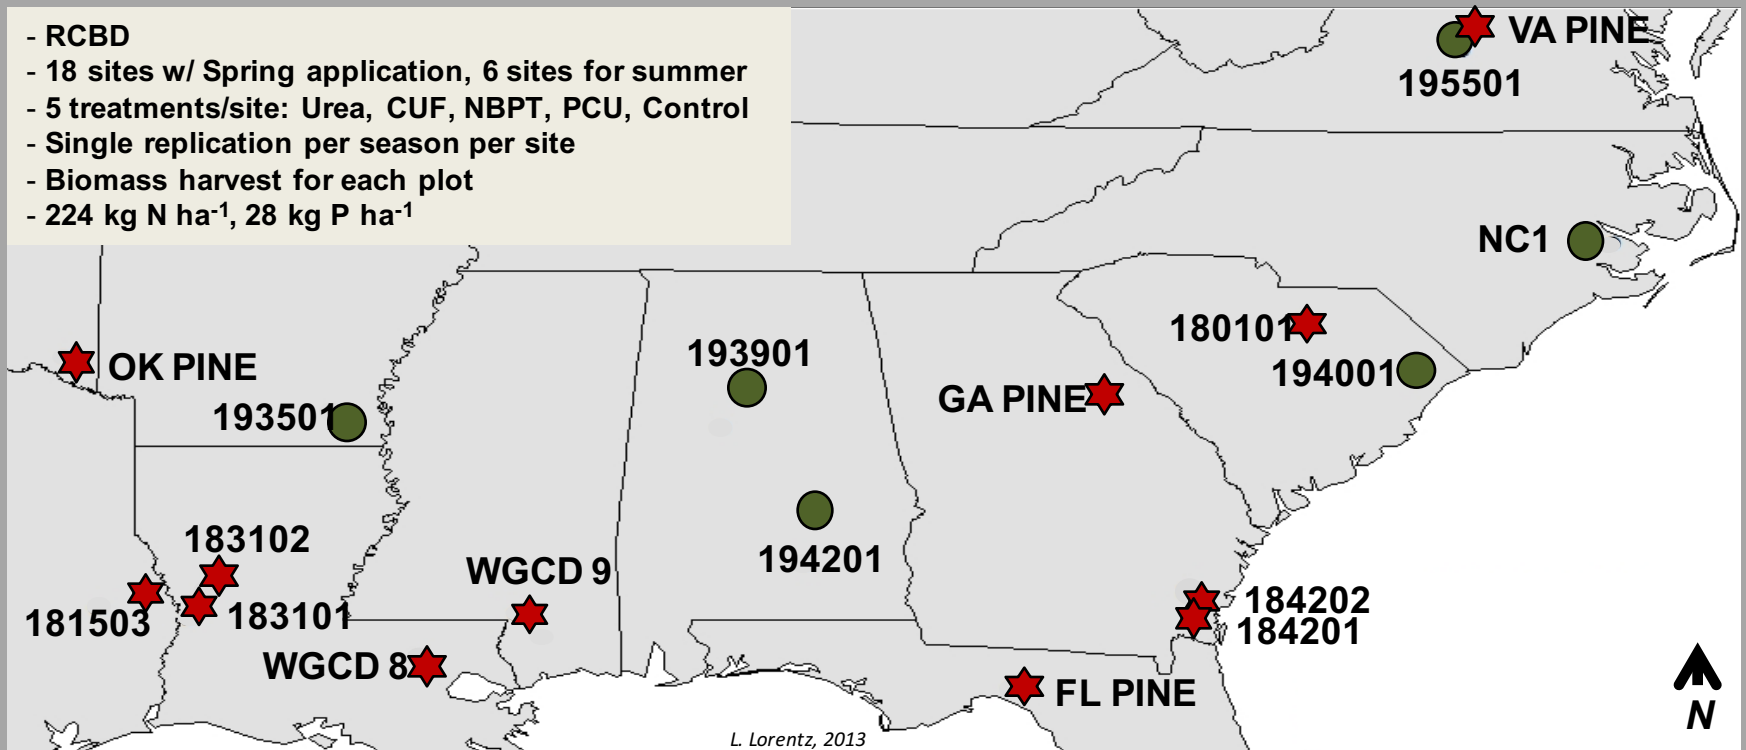 - RCBD
- 18 sites w/ Spring application, 6 sites for summer
- 5 treatments/site: Urea, CUF, NBPT, PCU, Control
- Single replication per season per site
- Biomass harvest for each plot
- 224 kg N ha-1, 28 kg P ha-1
VA PINE
195501
NC1
180101
194001
193901
OK PINE
GA PINE
193501
183102
WGCD 9
194201
181503
183101
184202
184201
WGCD 8
FL PINE
N
L. Lorentz, 2013